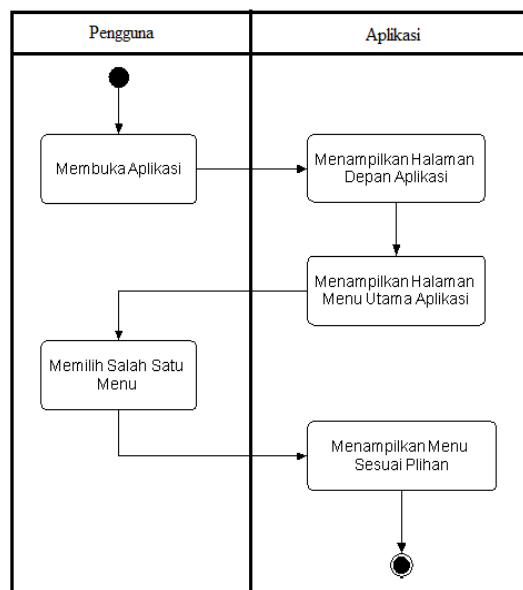 Pengguna
Aplikasi
Membuka Aplikasi
Menampilkan Halaman
Depan Aplikasi
Menampilkan Halaman
Menu Utama Aplikasi
Memilih Salah Satu
Menu
Menampilkan Menu
Sesuai Plihan